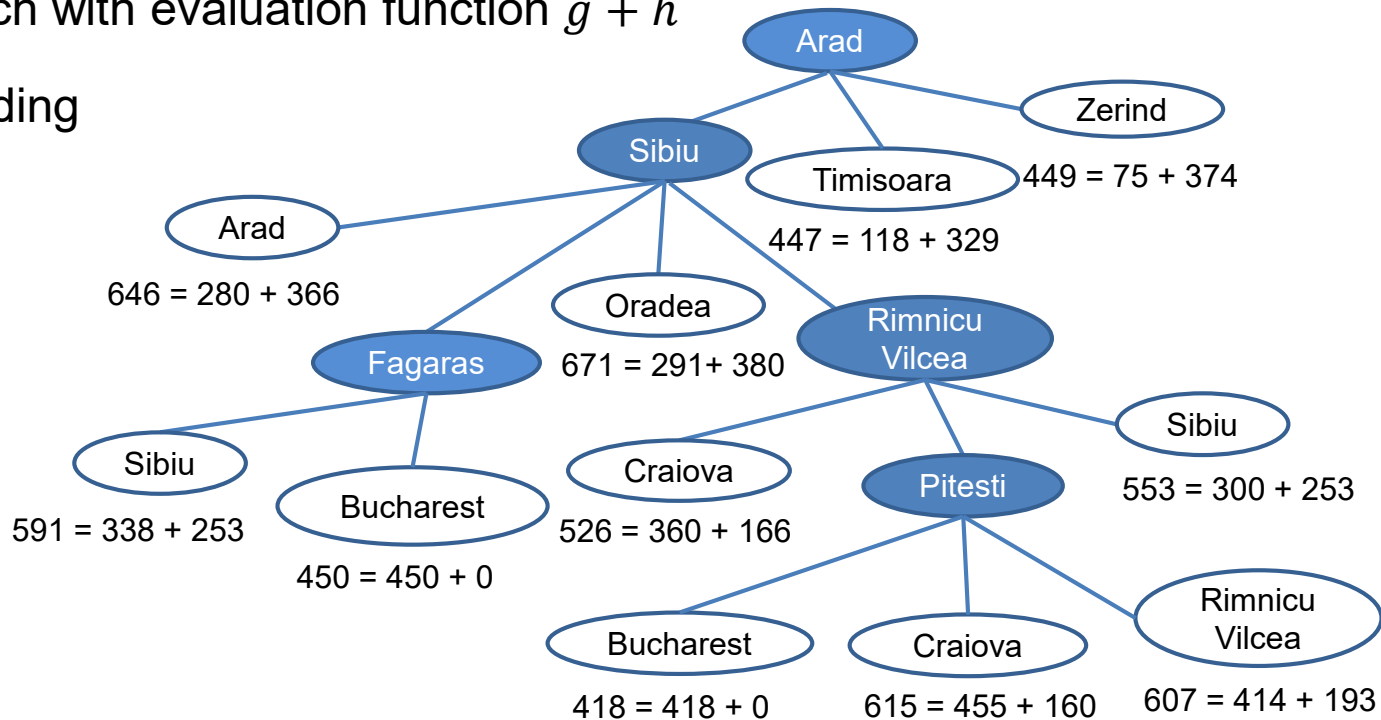 ch with evaluation function g + h
ding
Arad
Zerind
449 = 75 + 374
Sibiu
Timisoara
447 = 118 + 329
Arad
646 = 280 + 366
Oradea
671 = 291+ 380
Rimnicu
Vilcea
Fagaras
Sibiu
591 = 338 + 253
Bucharest
450 = 450 + 0
Craiova
526 = 360 + 166
Pitesti
Sibiu
553 = 300 + 253
Bucharest
418 = 418 + 0
Craiova
615 = 455 + 160
Rimnicu
Vilcea
607 = 414 + 193